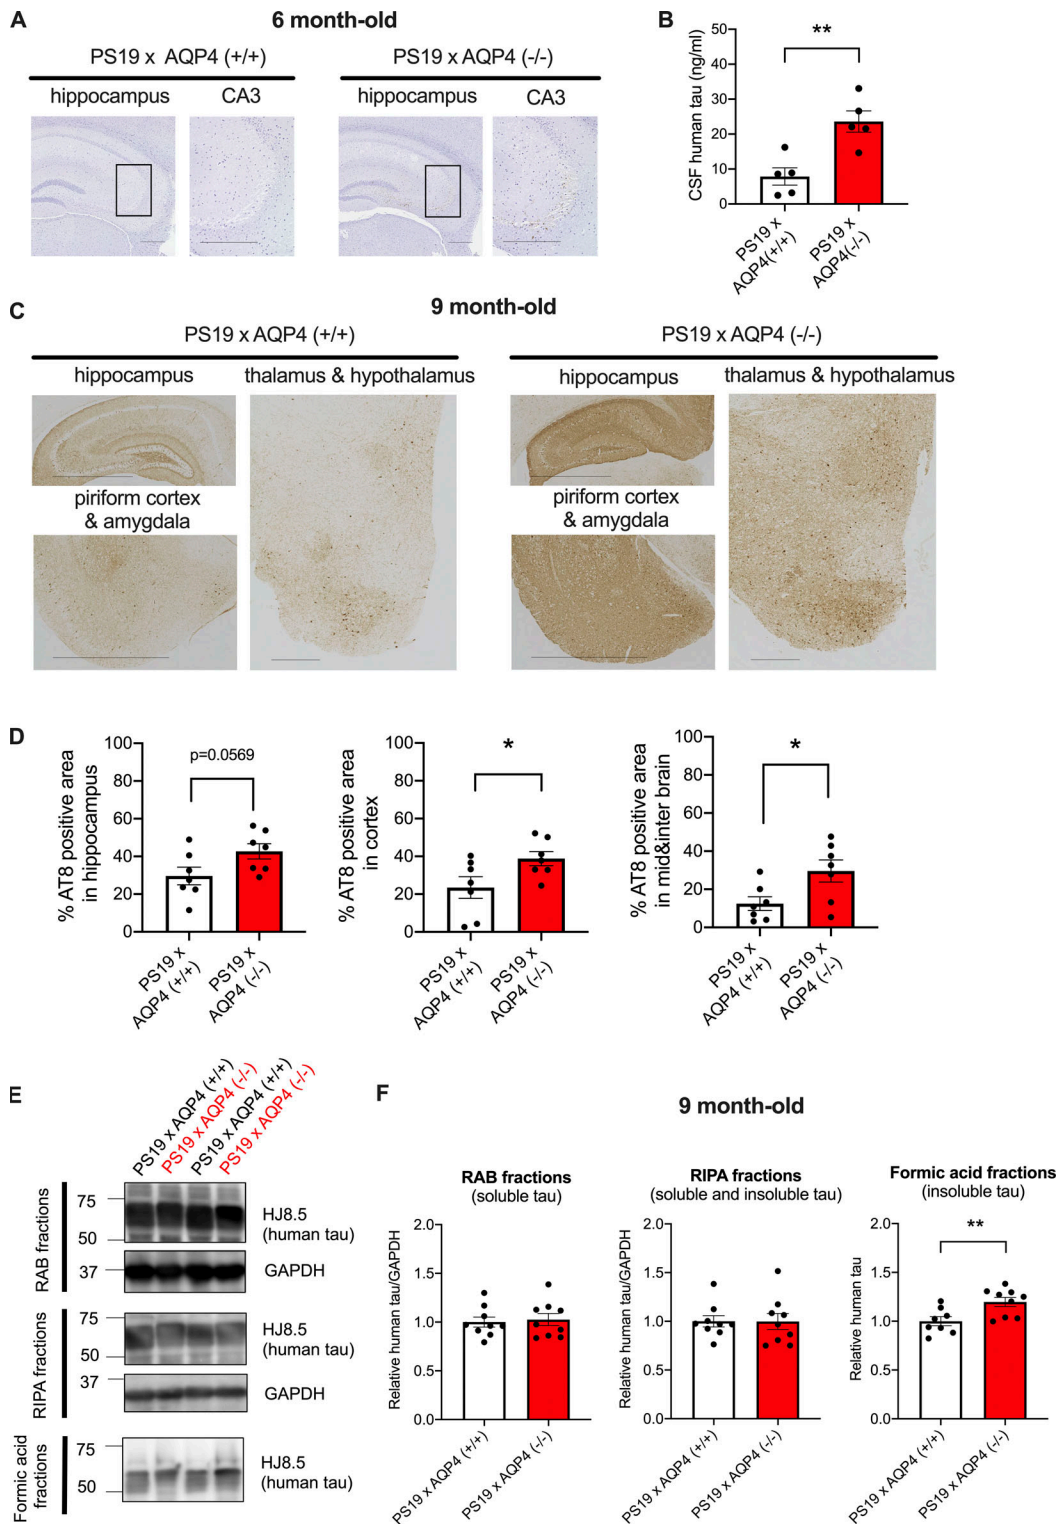 A
6 month-old
PS19 x AQP4 (+/+)
PS19 x AQP4 (-/-)
hippocampus
CA3
hippocampus
CA3
B
CSF human tau (ng/ml)
50
40
30
20
10
0
**
PS19 x
AQP4(+/+)
PS19 x
AQP4(-/-)
C
9 month-old
PS19 x AQP4 (+/+)
PS19 x AQP4 (-/-)
hippocampus
thalamus & hypothalamus
hippocampus
thalamus & hypothalamus
piriform cortex
& amygdala
piriform cortex
& amygdala
D
% AT8 positive area
in hippocampus
100
80
60
40
20
0
p=0.0569
PS19 x
AQP4 (+/+)
PS19 x
AQP4 (-/-)
% AT8 positive area
in cortex
100
80
60
40
20
0
*
PS19 x
AQP4 (+/+)
PS19 x
AQP4 (-/-)
% AT8 positive area
in mid&inter brain
100
80
60
40
20
0
*
PS19 x
AQP4 (+/+)
PS19 x
AQP4 (-/-)
E
PS19 x AQP4 (+/+)
PS19 x AQP4 (-/-)
PS19 x AQP4 (+/+)
PS19 x AQP4 (-/-)
RAB fractions
75
50
37
HJ8.5
(human tau)
GAPDH
RIPA fractions
75
50
37
HJ8.5
(human tau)
GAPDH
Formic acid
fractions
75
50
HJ8.5
(human tau)
F
9 month-old
RAB fractions
(soluble tau)
Relative human tau/GAPDH
2.0
1.5
1.0
0.5
0.0
PS19 x AQP4 (+/+)
PS19 x AQP4 (-/-)
RIPA fractions
(soluble and insoluble tau)
Relative human tau/GAPDH
2.0
1.5
1.0
0.5
0.0
PS19 x AQP4 (+/+)
PS19 x AQP4 (-/-)
Formic acid fractions
(insoluble tau)
Relative human tau
2.0
1.5
1.0
0.5
0.0
**
PS19 x AQP4 (+/+)
PS19 x AQP4 (-/-)